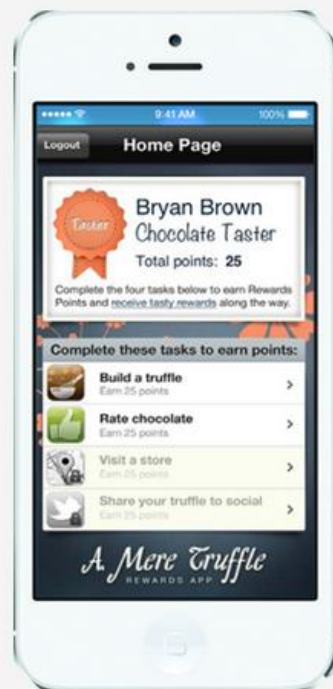 9:41 AM 100%
Logout Home Page
Taster
Bryan Brown
Chocolate Taster
Total points: 25
Complete the four tasks below to earn Rewards
Points and receive tasty rewards along the way.
Complete these tasks to earn points:
Build a truffle
Earn 25 points
Rate chocolate
Earn 25 points
Visit a store
Earn 25 points
Share your truffle to social
Earn 25 points
A Mere Truffle
REWARDS APP